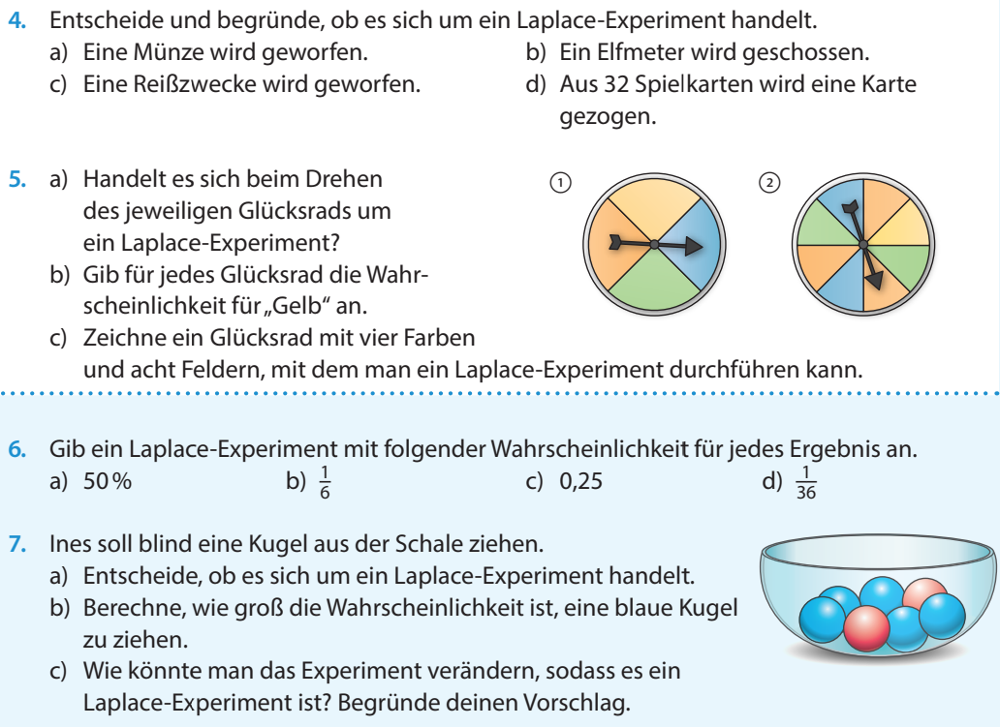 4. Entscheide und begründe, ob es sich um ein Laplace-Experiment handelt.
a) Eine Münze wird geworfen.
b) Ein Elfmeter wird geschossen.
c) Eine Reißzwecke wird geworfen.
d) Aus 32 Spielkarten wird eine Karte
gezogen.
5. a) Handelt es sich beim Drehen
des jeweiligen Glücksrads um
ein Laplace-Experiment?
b) Gib für jedes Glücksrad die Wahr-
scheinlichkeit für „Gelb“ an.
c) Zeichne ein Glücksrad mit vier Farben
und acht Feldern, mit dem man ein Laplace-Experiment durchführen kann.
①
②
6. Gib ein Laplace-Experiment mit folgender Wahrscheinlichkeit für jedes Ergebnis an.
a) 50 %
b) 1/6
c) 0,25
d) 1/36
7. Ines soll blind eine Kugel aus der Schale ziehen.
a) Entscheide, ob es sich um ein Laplace-Experiment handelt.
b) Berechne, wie groß die Wahrscheinlichkeit ist, eine blaue Kugel
zu ziehen.
c) Wie könnte man das Experiment verändern, sodass es ein
Laplace-Experiment ist? Begründe deinen Vorschlag.